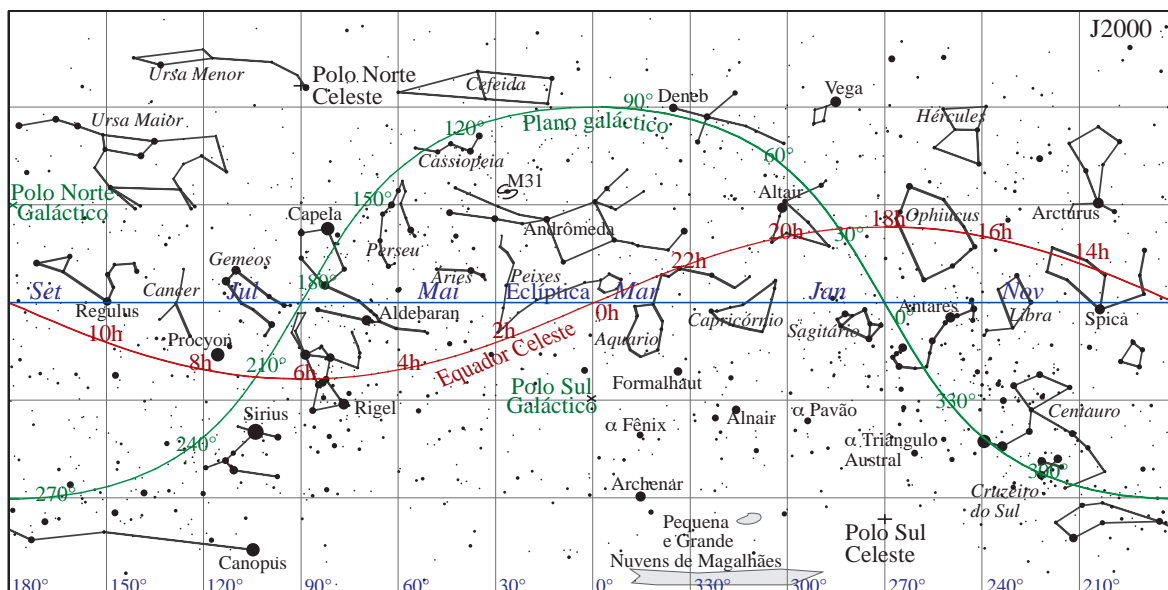 J2000
Ursa Menor
Polo Norte
Celeste
Cefeida
Deneb
90°
Vega
Ursa Maior
120°
Plano galáctico
Hércules
Cassiopeia
60°
Polo Norte
Galáctico
150°
M31
Altair
Capela
Perseu
Andrômeda
30°
20h
18h
Ophiucus
16h
Arcturus
14h
Gemeos
Cancer
180°
Aries
Peixes
22h
Set
Jul
Mai
Eclíptica
Mar
Jan
Nov
Regulus
10h
Aldebaran
2h
0h
Aquario
Capricórnio
Sagitário
Antares
0°
Libra
Spica
Procyon
8h
210°
6h
4h
Equador Celeste
Formalhaut
Polo Sul
Galáctico
Sirius
Rigel
α Fênix
Alnair
α Pavão
330°
Centauro
240°
α Triângulo
Austral
300°
270°
Archenar
Cruzeiro
do Sul
Pequena
e Grande
Nuvens de Magalhães
Polo Sul
Celeste
Canopus
180°
150°
90°
60°
30°
0°
330°
300°
270°
240°
210°